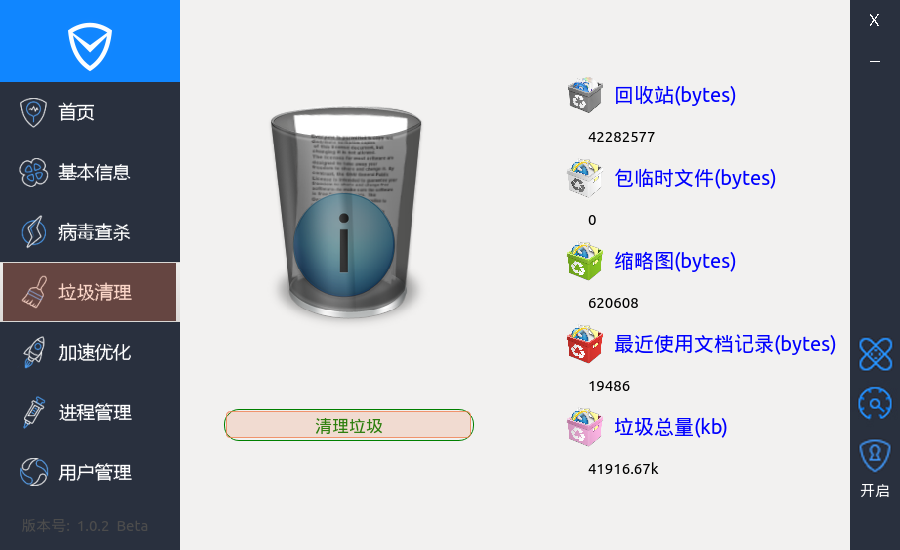 X
首页
基本信息
病毒查杀
垃圾清理
加速优化
进程管理
用户管理
版本号: 1.0.2 Beta
清理垃圾
回收站(bytes)
42282577
包临时文件(bytes)
0
缩略图(bytes)
620608
最近使用文档记录(bytes)
19486
垃圾总量(kb)
41916.67k
开启